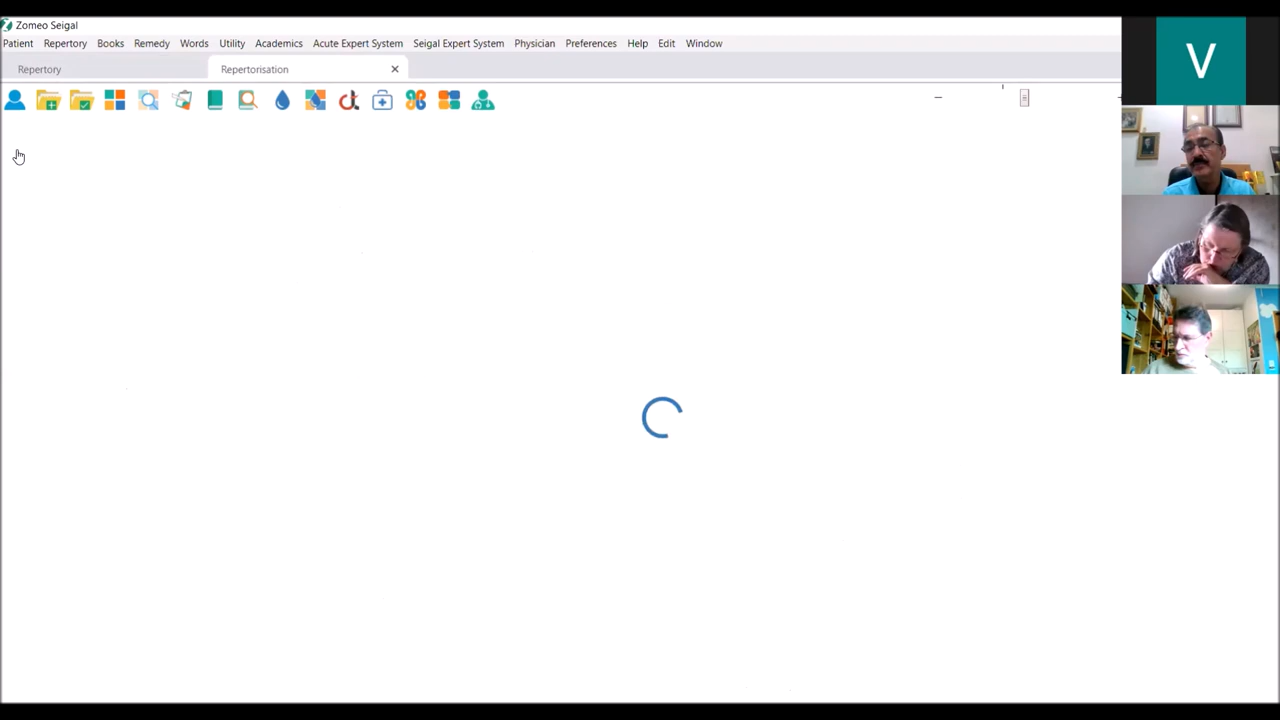 Zomeo Seigal
Patient Repertory Books Remedy Words Utility Academics Acute Expert System Seigal Expert System Physician Preferences Help Edit Window
Repertory Repertorisation
V